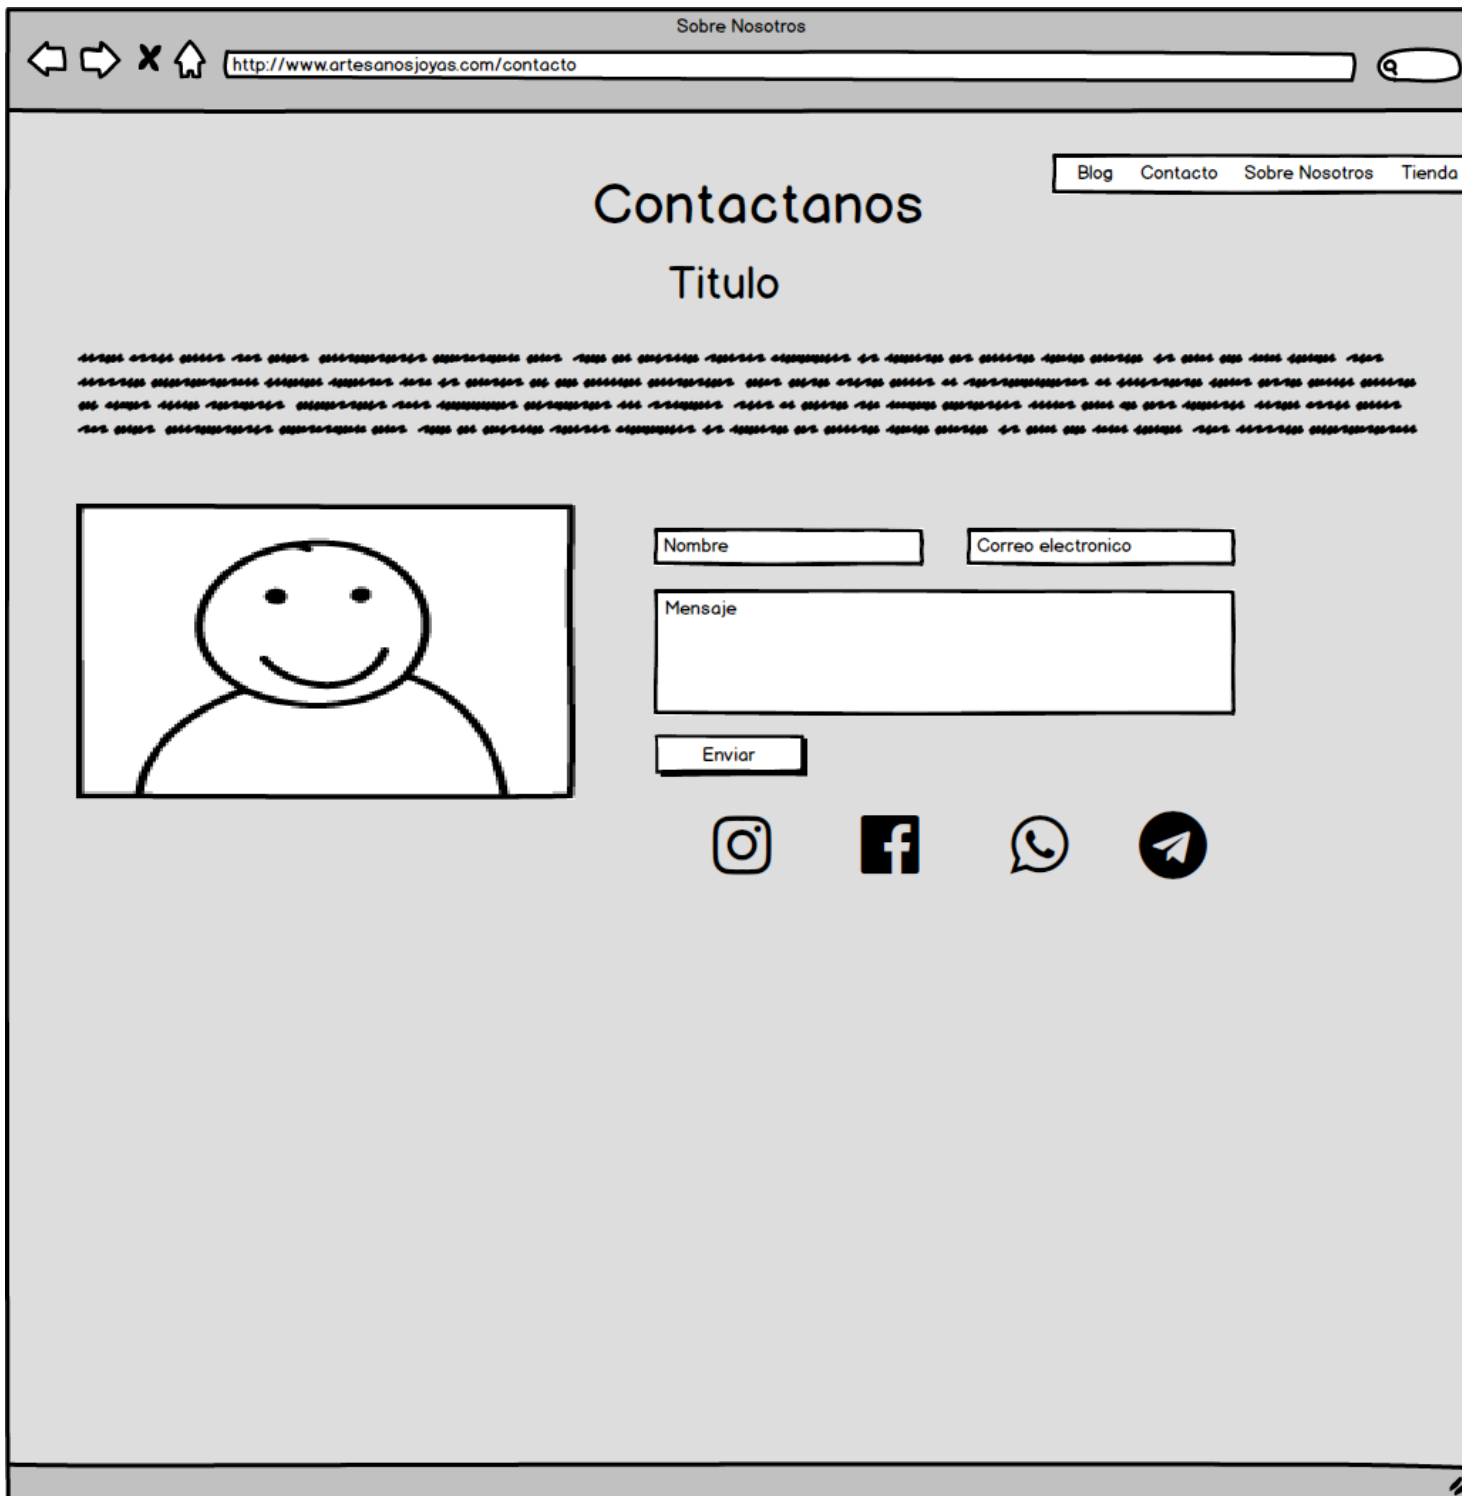 Sobre Nosotros
http://www.artesanosjoyas.com/contacto
Blog Contacto Sobre Nosotros Tienda
Contactanos
Titulo
Nombre
Correo electronico
Mensaje
Enviar